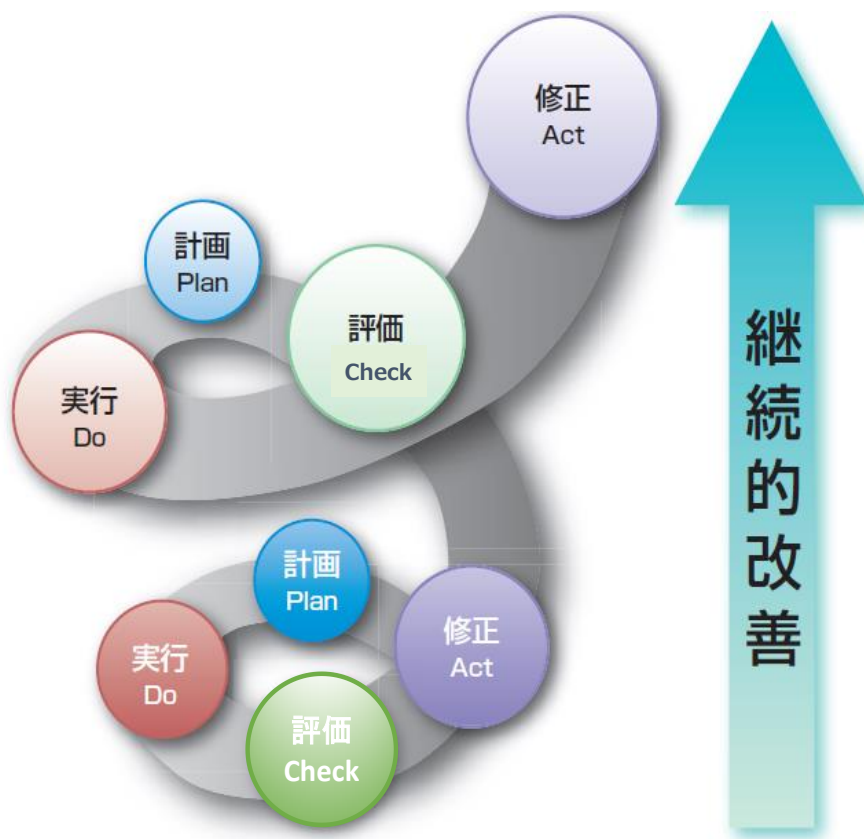 修正
Act
計画
Plan
評価
Check
実行
Do
計画
Plan
修正
Act
実行
Do
評価
Check
継続的改善